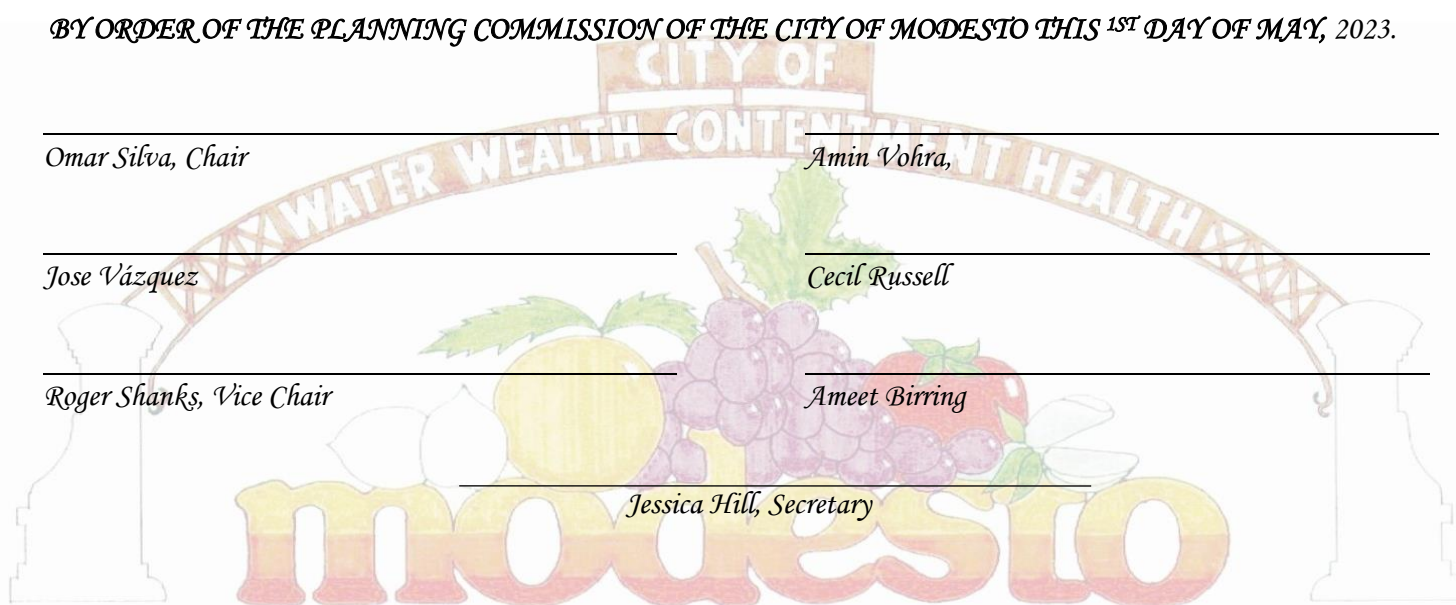 BY ORDER OF THE PLANNING COMMISSION OF THE CITY OF MODESTO THIS 1ST DAY OF MAY, 2023.
CITY OF
WATER WEALTH CONTENTMENT HEALTH
Omar Silva, Chair
Amin Vohra,
Jose Vázquez
Cecil Russell
Roger Shanks, Vice Chair
Ameet Birring
Jessica Hill, Secretary
modesto